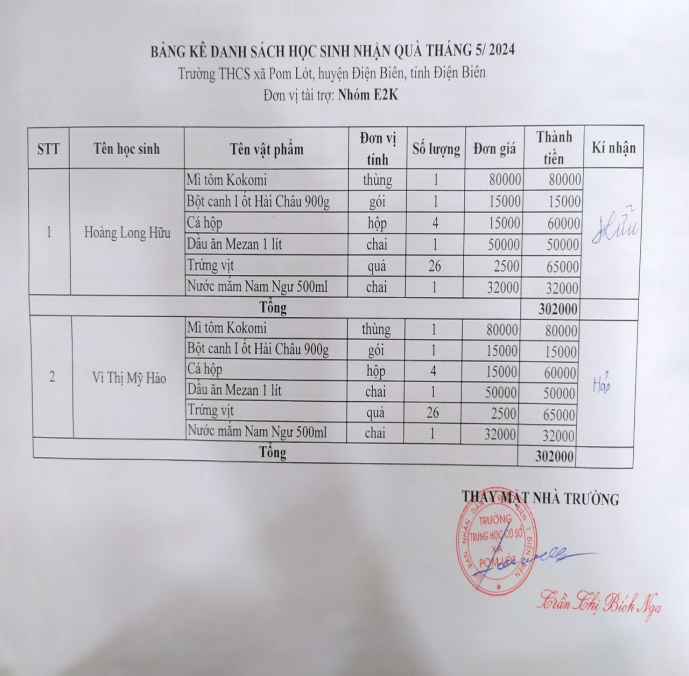 BẢNG KÊ DANH SÁCH HỌC SINH NHẬN QUÀ THÁNG 5/ 2024
Trường THCS xã Pom Lót, huyện Điện Biên, tỉnh Điện Biên
Đơn vị tài trợ: Nhóm E2K
STT Tên học sinh Tên vật phẩm Đơn vị tính Số lượng Đơn giá Thành tiền Kí nhận
1 Hoàng Long Hữu
Mì tôm Kokomi thùng 1 80000 80000
Bột canh I ốt Hải Châu 900g gói 1 15000 15000
Cá hộp hộp 4 15000 60000
Dầu ăn Mezan 1 lít chai 1 50000 50000
Trứng vịt quả 26 2500 65000
Nước mắm Nam Ngư 500ml chai 1 32000 32000
Hữu
Tổng 302000
2 Vì Thị Mỹ Hảo
Mì tôm Kokomi thùng 1 80000 80000
Bột canh I ốt Hải Châu 900g gói 1 15000 15000
Cá hộp hộp 4 15000 60000
Dầu ăn Mezan 1 lít chai 1 50000 50000
Trứng vịt quả 26 2500 65000
Nước mắm Nam Ngư 500ml chai 1 32000 32000
Hảo
Tổng 302000
THAY MẶT NHÀ TRƯỜNG
TRƯỜNG
TRUNG HỌC CƠ SỞ
XÃ
POM LÓT
Trần Thị Bích Nga